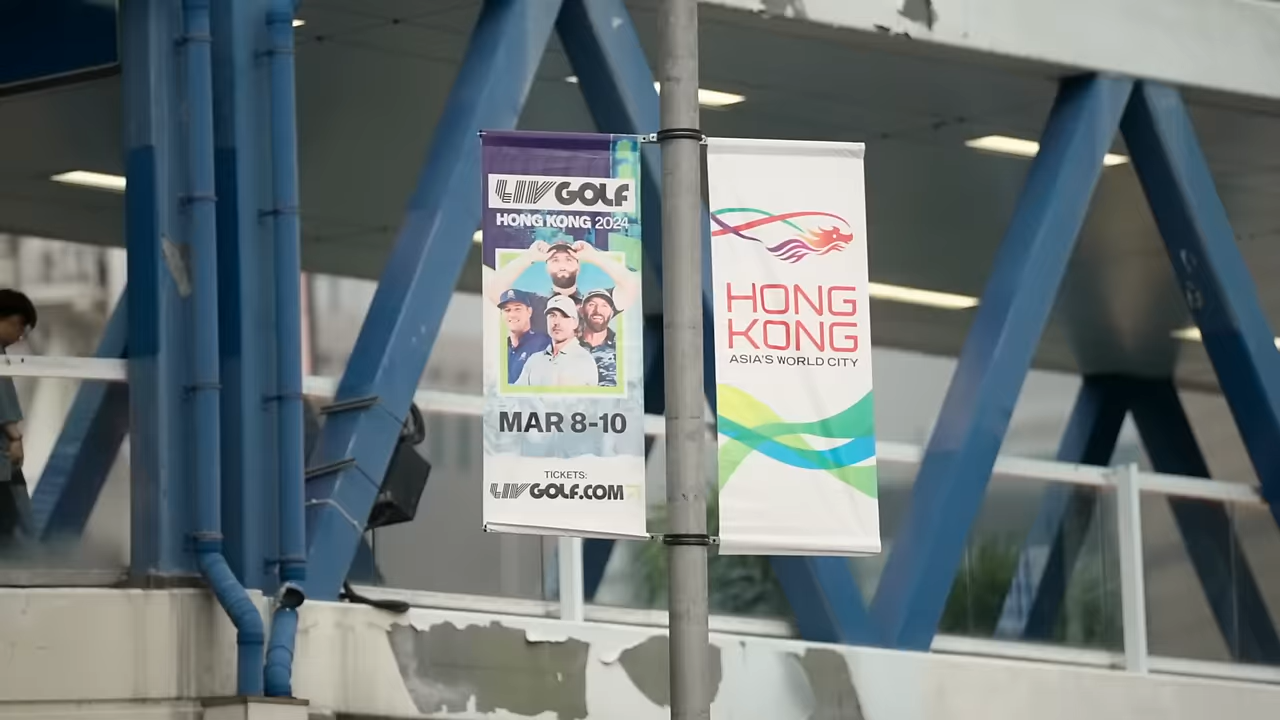 LIV GOLF
HONG KONG 2024
MAR 8-10
TICKETS:
LIVGOLF.COM
HONG
KONG
ASIA'S WORLD CITY